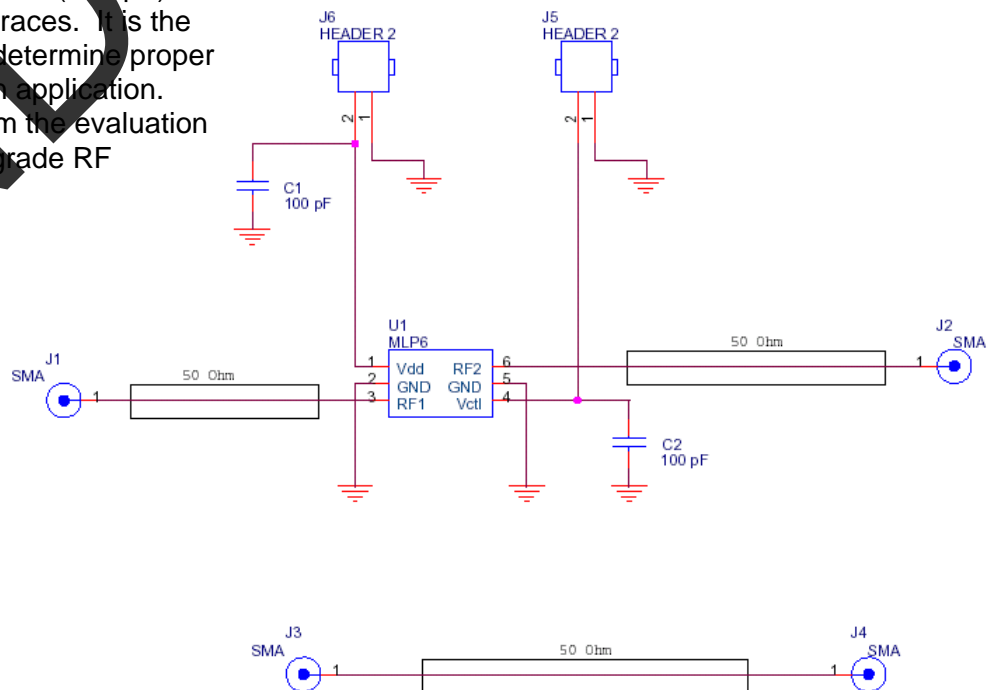 races. It is the
determine proper
application.
the evaluation
grade RF
J6
HEADER 2
2
1
J5
HEADER 2
2
1
C1
100 pF
U1
MLP6
1
Vdd
RF2
6
2
GND
GND
5
3
RF1
Vctl
4
J1
SMA
1
50 Ohm
50 Ohm
1
J2
SMA
C2
100 pF
J3
SMA
1
50 Ohm
1
J4
SMA